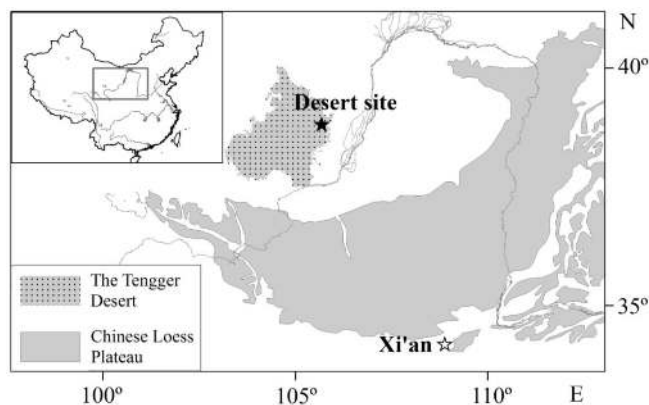 N
40º
Desert site
The Tengger
Desert
Chinese Loess
Plateau
35º
Xi'an
100º
105º
110º
E